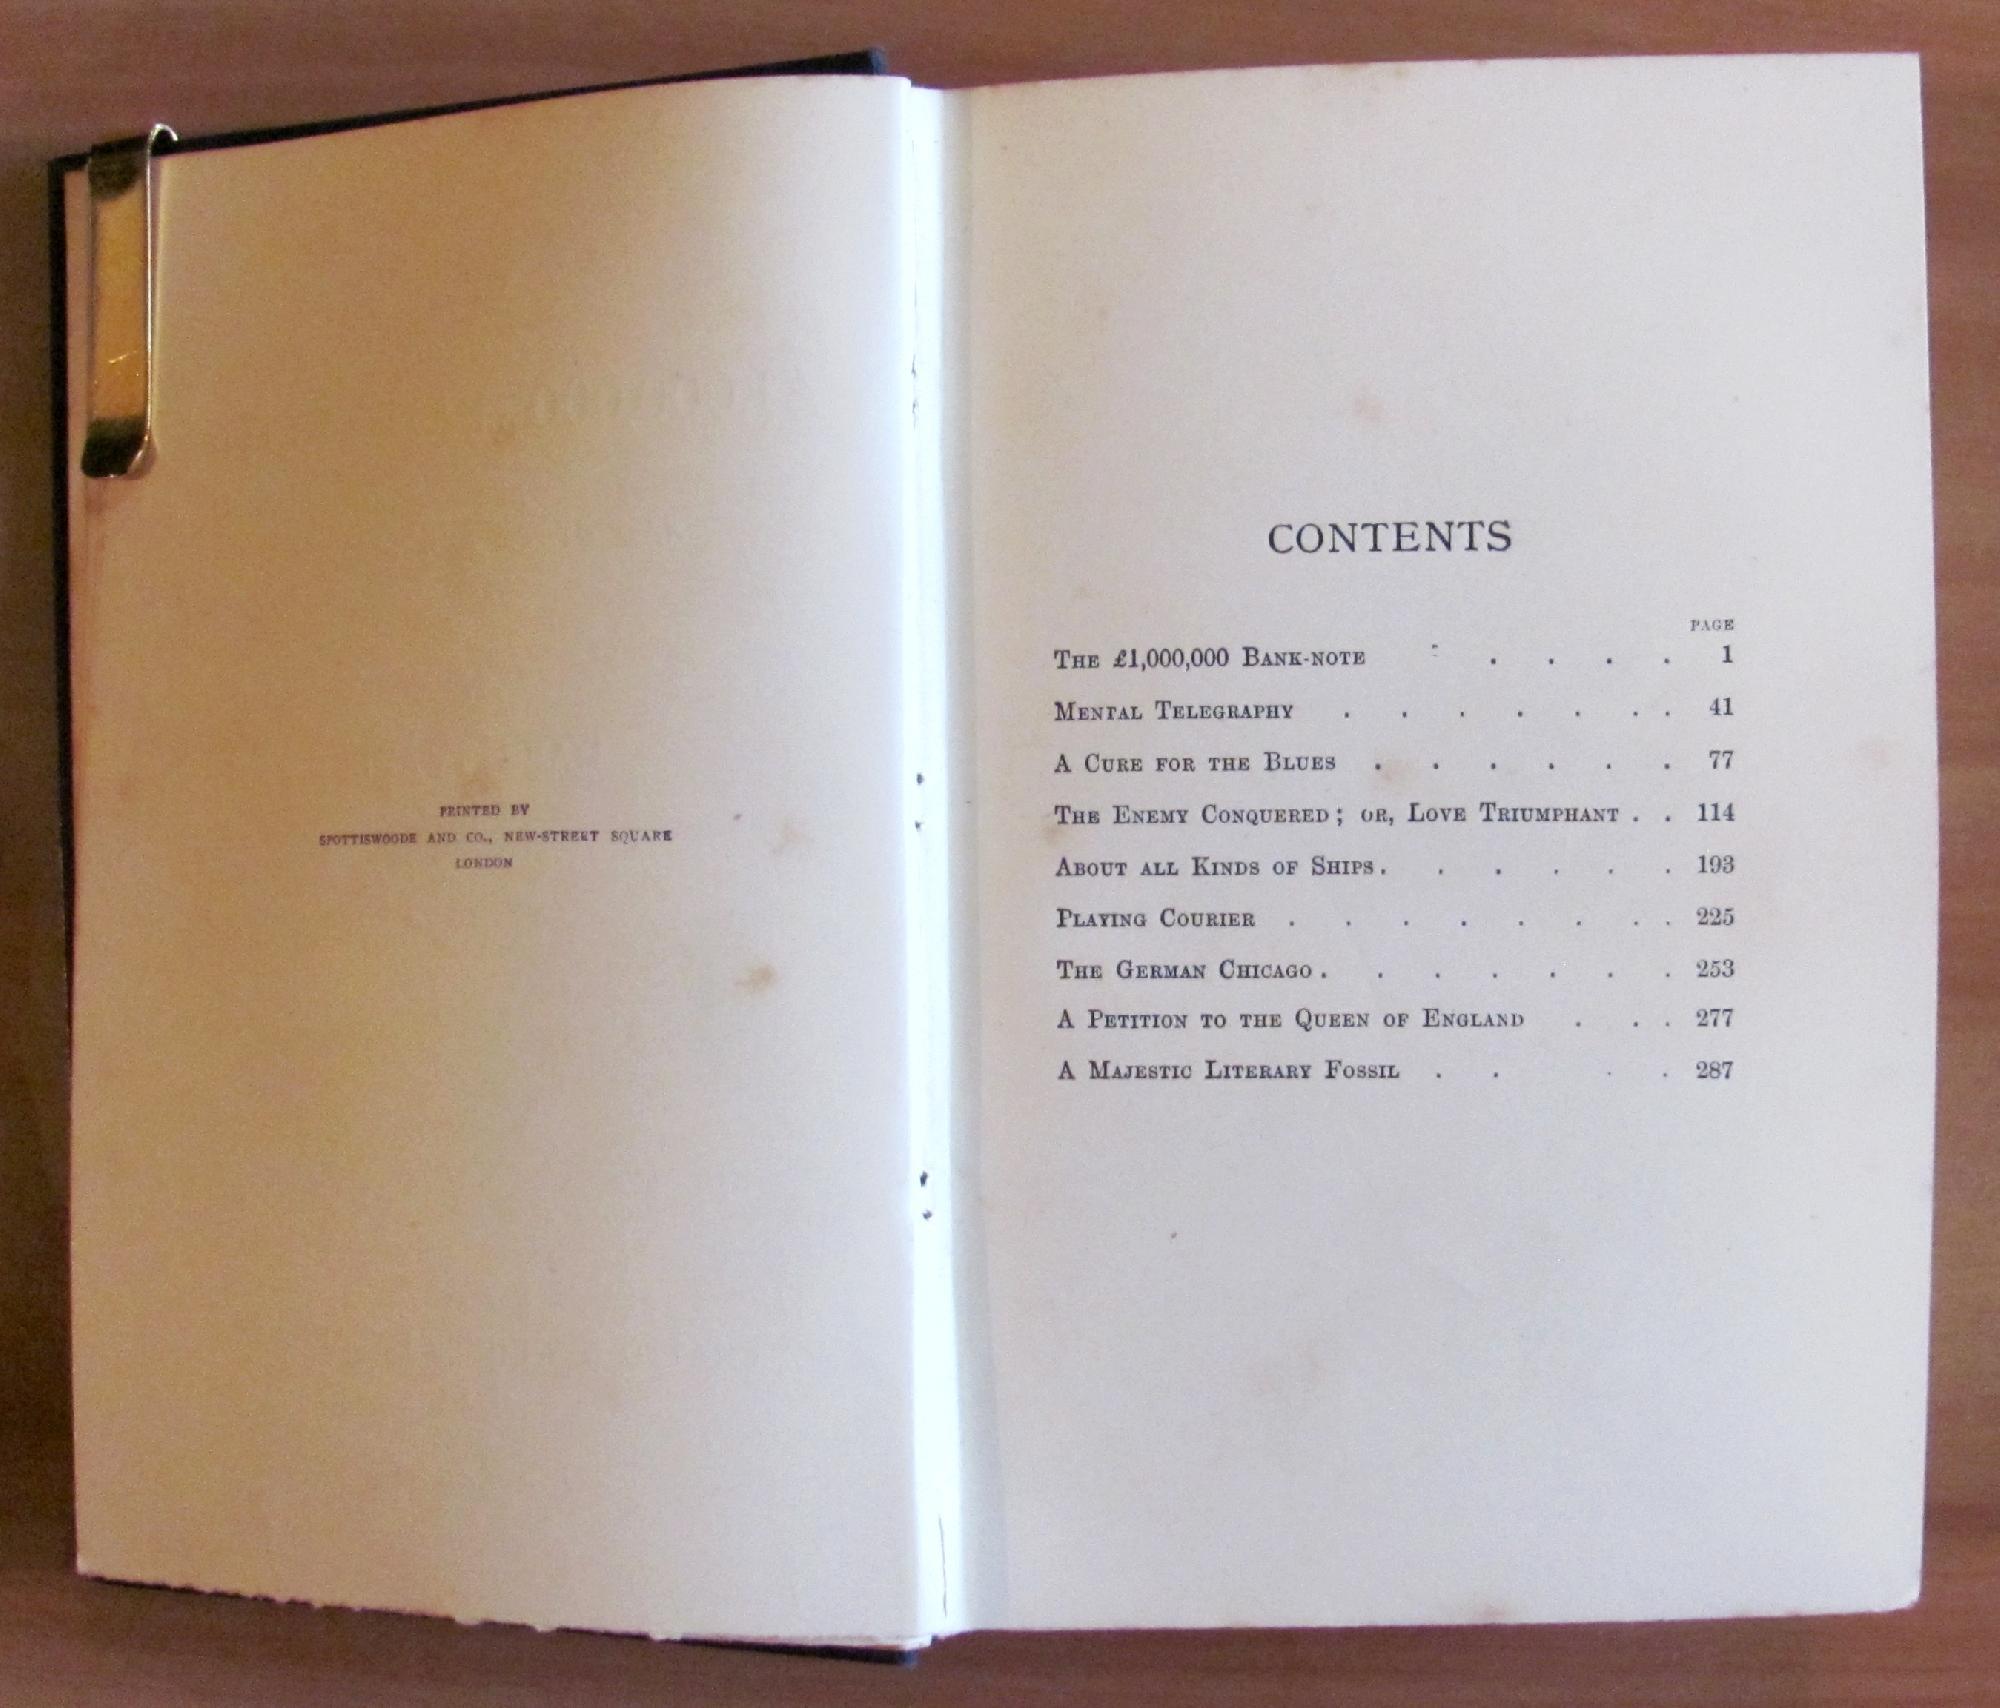 PRINTED BY
SPOTTISWOODE AND CO., NEW-STREET SQUARE
LONDON
CONTENTS
PAGE
THE £1,000,000 BANK-NOTE . . . . . 1
MENTAL TELEGRAPHY . . . . . . . 41
A CURE FOR THE BLUES . . . . . . 77
THE ENEMY CONQUERED; OR, LOVE TRIUMPHANT . . 114
ABOUT ALL KINDS OF SHIPS . . . . . . 193
PLAYING COURIER . . . . . . . . 225
THE GERMAN CHICAGO . . . . . . . 253
A PETITION TO THE QUEEN OF ENGLAND . . . 277
A MAJESTIC LITERARY FOSSIL . . . . 287